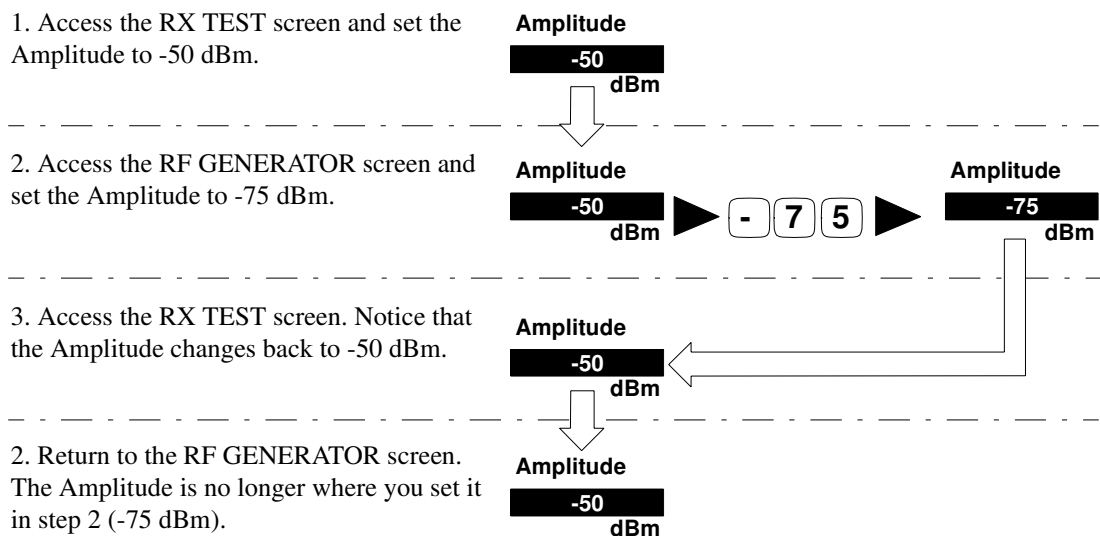 1. Access the RX TEST screen and set the
Amplitude to -50 dBm.
Amplitude
-50
dBm
2. Access the RF GENERATOR screen and
set the Amplitude to -75 dBm.
Amplitude
-50
dBm
- 7 5
Amplitude
-75
dBm
3. Access the RX TEST screen. Notice that
the Amplitude changes back to -50 dBm.
Amplitude
-50
dBm
2. Return to the RF GENERATOR screen.
The Amplitude is no longer where you set it
in step 2 (-75 dBm).
Amplitude
-50
dBm